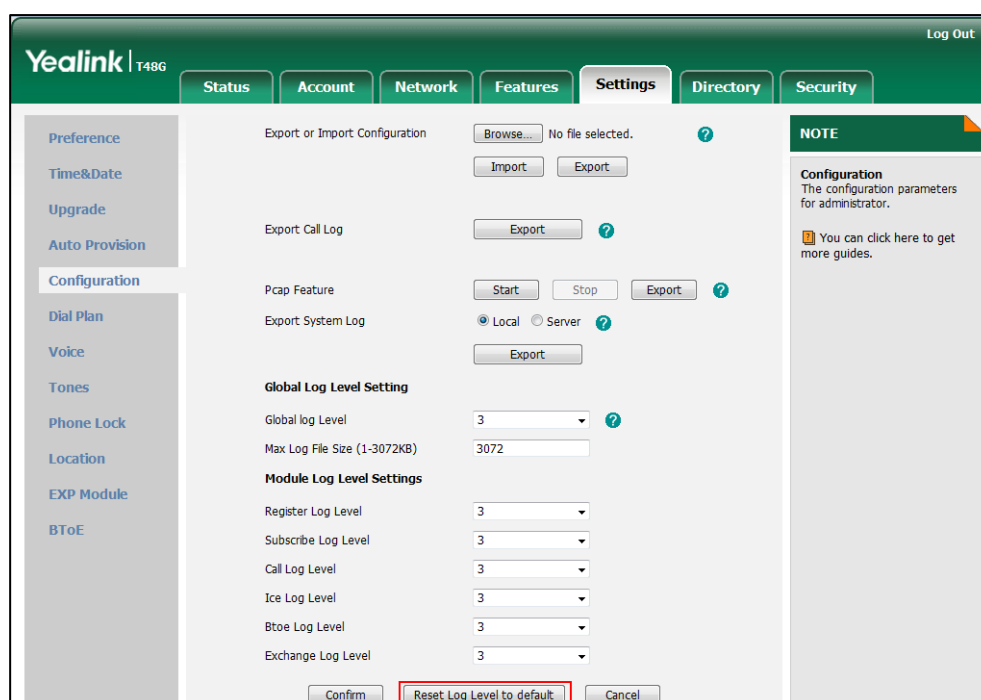 Log Out
Yealink | T48G
Status Account Network Features Settings Directory Security
Preference
Time&Date
Upgrade
Auto Provision
Configuration
Dial Plan
Voice
Tones
Phone Lock
Location
EXP Module
BToE
Export or Import Configuration Browse... No file selected. ?
Import Export
Export Call Log Export ?
Pcap Feature Start Stop Export ?
Export System Log Local Server ?
Export
Global Log Level Setting
Global log Level 3 ?
Max Log File Size (1-3072KB) 3072
Module Log Level Settings
Register Log Level 3
Subscribe Log Level 3
Call Log Level 3
Ice Log Level 3
Btoe Log Level 3
Exchange Log Level 3
Confirm Reset Log Level to default Cancel
NOTE
Configuration
The configuration parameters
for administrator.
? You can click here to get
more guides.